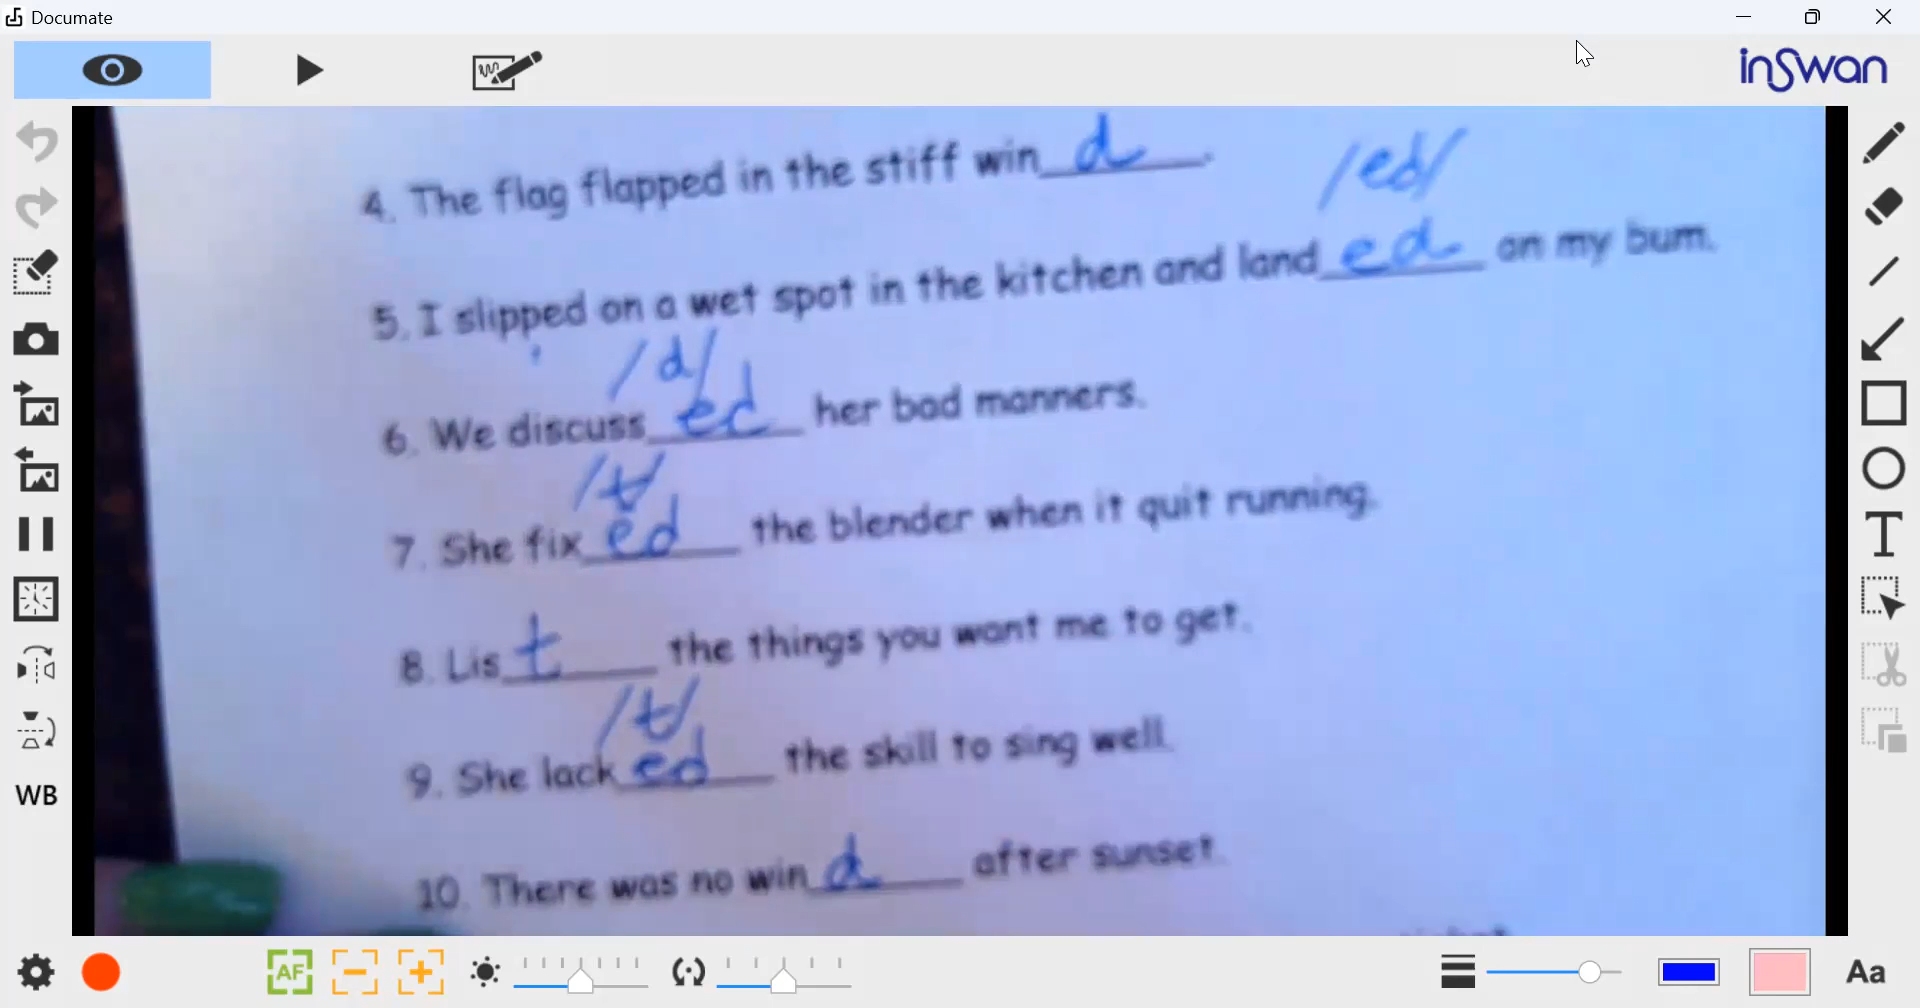 Documate
inswan
4. The flag flapped in the stiff win d .
/ed/
5. I slipped on a wet spot in the kitchen and land ed on my bum.
/d/
6. We discuss ed her bad manners.
/t/
7. She fix ed the blender when it quit running.
8. Lis t the things you want me to get.
/t/
9. She lack ed the skill to sing well.
10. There was no win d after sunset.
WB
AF
T
Aa